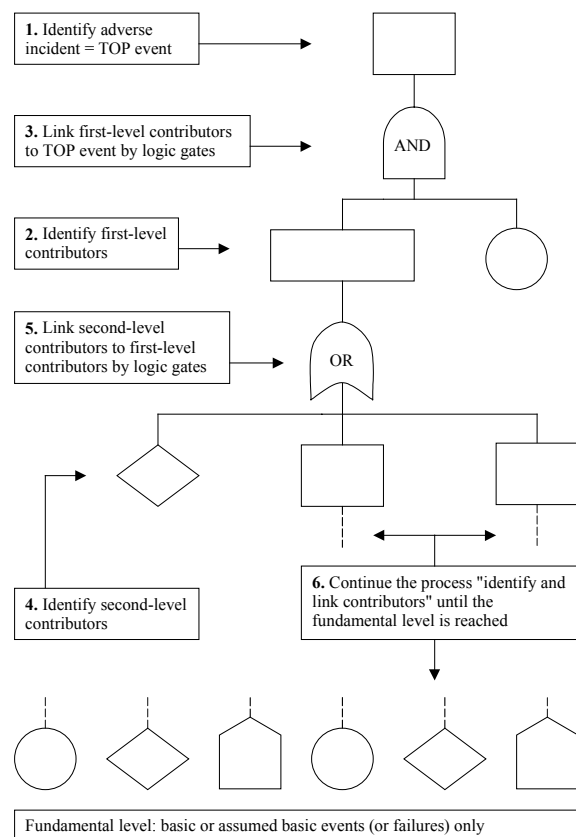 1. Identify adverse
incident = TOP event
3. Link first-level contributors
to TOP event by logic gates
AND
2. Identify first-level
contributors
5. Link second-level
contributors to first-level
contributors by logic gates
OR
4. Identify second-level
contributors
6. Continue the process "identify and
link contributors" until the
fundamental level is reached
Fundamental level: basic or assumed basic events (or failures) only